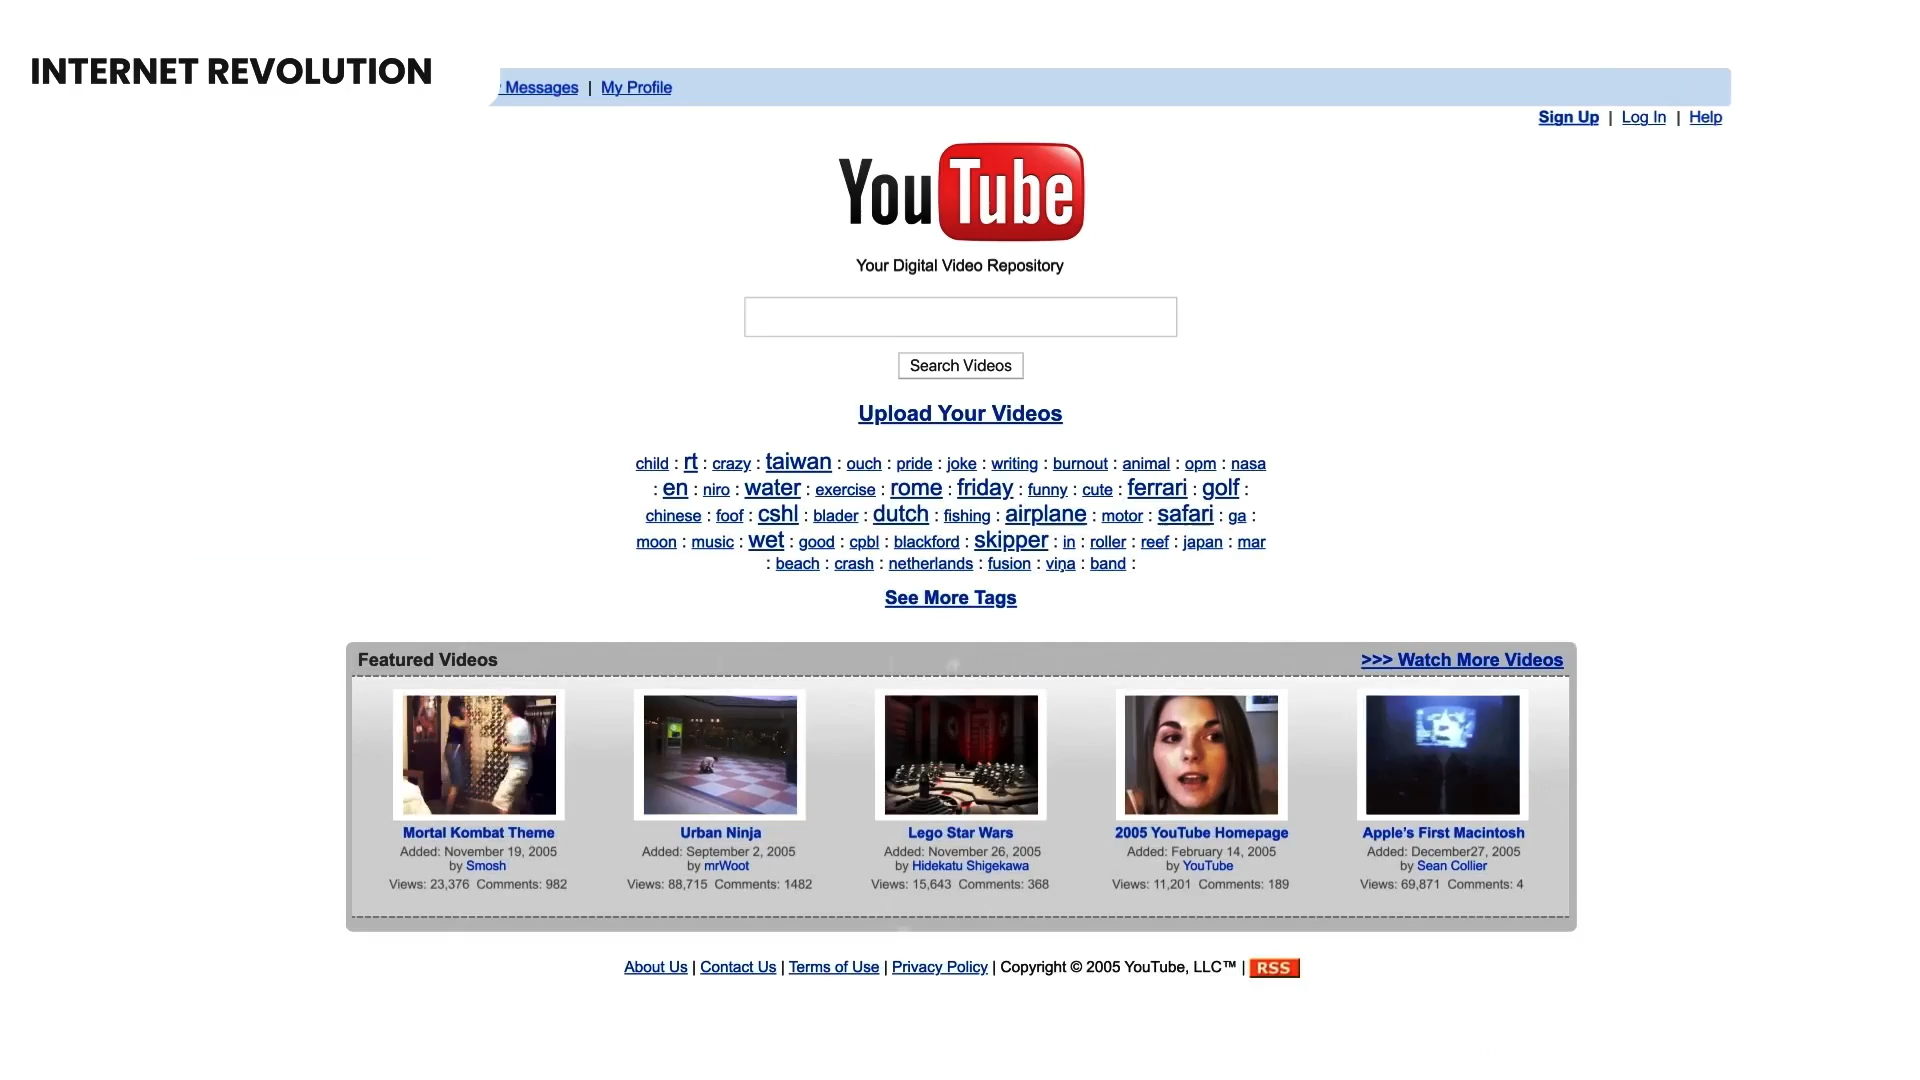 INTERNET REVOLUTION
Messages | My Profile
Sign Up | Log In | Help
YouTube
Your Digital Video Repository
Search Videos
Upload Your Videos
child : rt : crazy : taiwan : ouch : pride : joke : writing : burnout : animal : opm : nasa
: en : niro : water : exercise : rome : friday : funny : cute : ferrari : golf :
chinese : foof : cshl : blader : dutch : fishing : airplane : motor : safari : ga :
moon : music : wet : good : cpbl : blackford : skipper : in : roller : reef : japan : mar
: beach : crash : netherlands : fusion : viņa : band :
See More Tags
Featured Videos >>> Watch More Videos
Mortal Kombat Theme
Added: November 19, 2005
by Smosh
Views: 23,376 Comments: 982
Urban Ninja
Added: September 2, 2005
by mrWoot
Views: 88,715 Comments: 1482
Lego Star Wars
Added: November 26, 2005
by Hidekatu Shigekawa
Views: 15,643 Comments: 368
2005 YouTube Homepage
Added: February 14, 2005
by YouTube
Views: 11,201 Comments: 189
Apple's First Macintosh
Added: December27, 2005
by Sean Collier
Views: 69,871 Comments: 4
About Us | Contact Us | Terms of Use | Privacy Policy | Copyright © 2005 YouTube, LLC™ | RSS